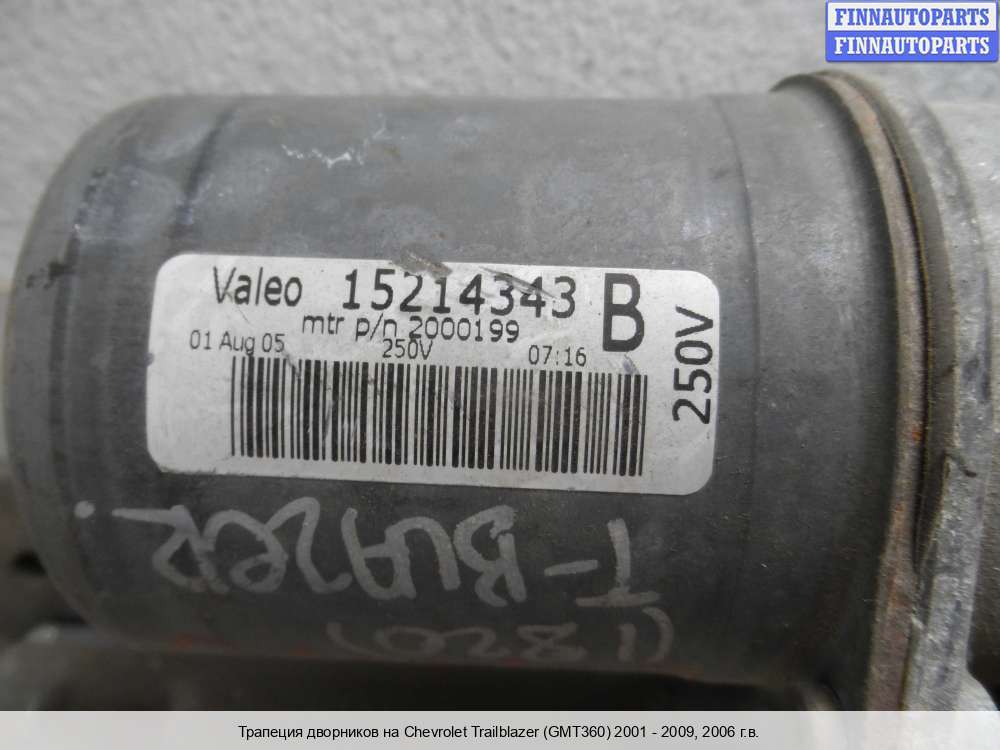 FINNAUTOPARTS
FINNAUTOPARTS
Valeo 15214343 B
mtr p/n 2000199
01 Aug 05 250V 07:16
250V
T-BLAZER.
(1820)
Трапеция дворников на Chevrolet Trailblazer (GMT360) 2001 - 2009, 2006 г.в.